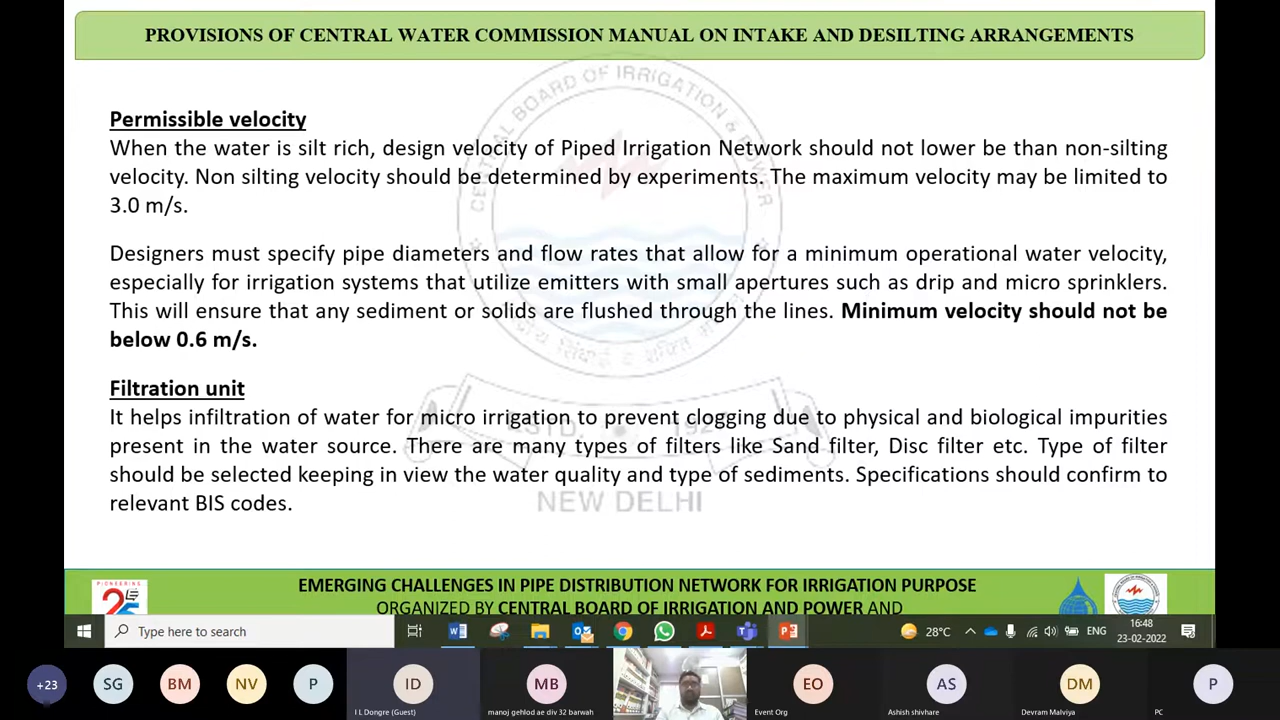 PROVISIONS OF CENTRAL WATER COMMISSION MANUAL ON INTAKE AND DESILTING ARRANGEMENTS
Permissible velocity
When the water is silt rich, design velocity of Piped Irrigation Network should not lower be than non-silting
velocity. Non silting velocity should be determined by experiments. The maximum velocity may be limited to
3.0 m/s.
Designers must specify pipe diameters and flow rates that allow for a minimum operational water velocity,
especially for irrigation systems that utilize emitters with small apertures such as drip and micro sprinklers.
This will ensure that any sediment or solids are flushed through the lines. Minimum velocity should not be
below 0.6 m/s.
Filtration unit
It helps infiltration of water for micro irrigation to prevent clogging due to physical and biological impurities
present in the water source. There are many types of filters like Sand filter, Disc filter etc. Type of filter
should be selected keeping in view the water quality and type of sediments. Specifications should confirm to
relevant BIS codes.
CENTRAL BOARD OF IRRIGATION & POWER
ESTD. 1927
NEW DELHI
PIONEERING
EMERGING CHALLENGES IN PIPE DISTRIBUTION NETWORK FOR IRRIGATION PURPOSE
ORGANIZED BY CENTRAL BOARD OF IRRIGATION AND POWER AND
Type here to search
28°C
ENG
16:48
23-02-2022
+23
SG
BM
NV
P
ID
MB
EO
AS
DM
P
I L Dongre (Guest)
manoj gehlod ae div 32 barwah
Event Org
Ashish shivhare
Devram Malviya
PC